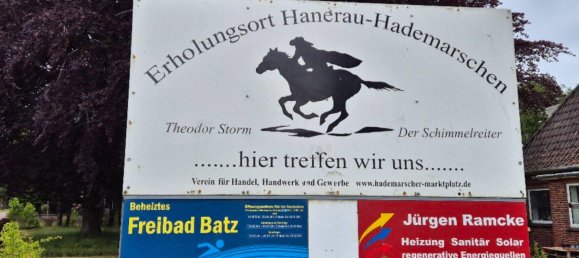 Erholungsort Hanerau-Hademarschen
Theodor Storm
Der Schimmelreiter
.......hier treffen wir uns.......
Verein für Handel, Handwerk und Gewerbe www.hademarscher-marktplatz.de
Beheiztes
Freibad Batz
Jürgen Ramcke
Heizung Sanitär Solar
regenerative Energiequellen